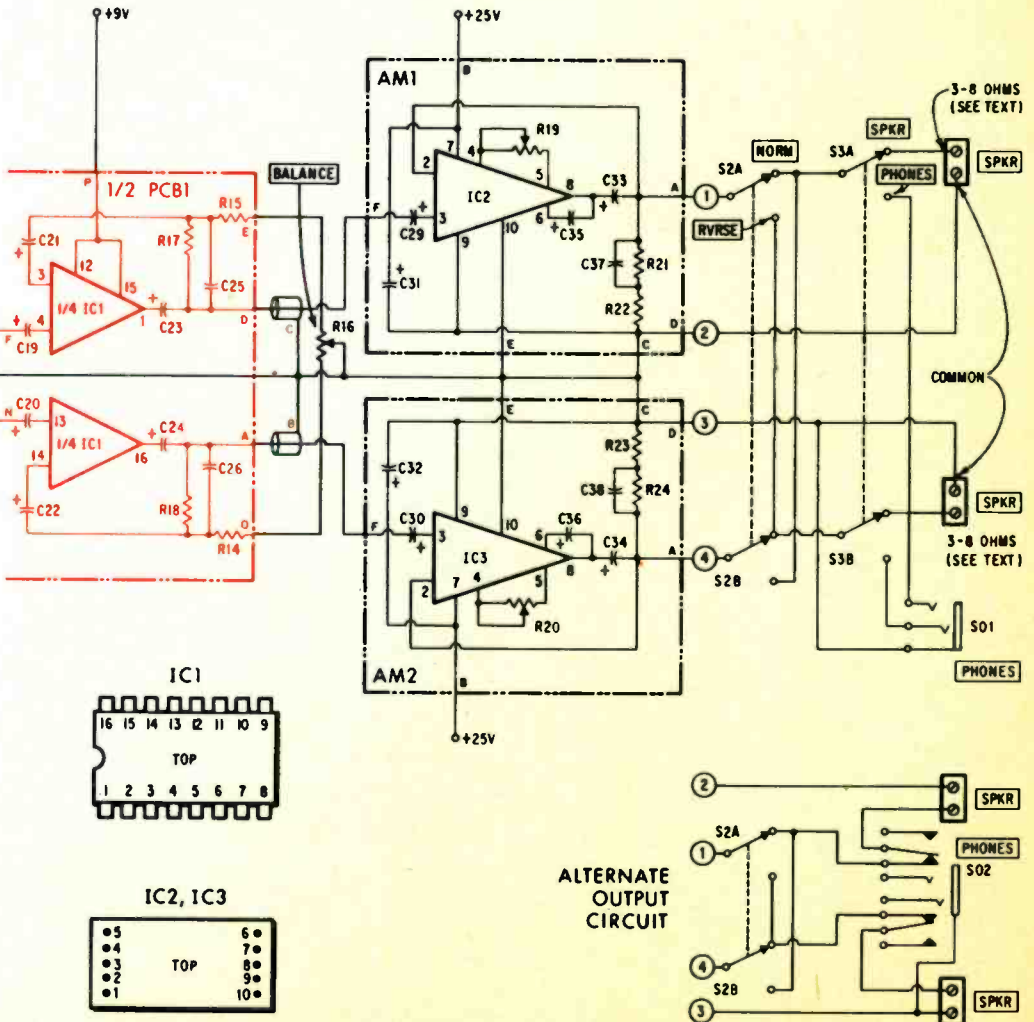 +9V
+25V
AM1
B
3-8 OHMS
(SEE TEXT)
7
4
R19
SPKR
NORM
S2A
S3A
SPKR
2
5
8
C33
A
1
PHONES
P
1/2 PCB1
BALANCE
R15
E
F
3
IC2
6
C35
RVRSE
C29
9
10
C21
R17
12
C37
R21
3
15
C25
C31
R22
1/4 IC1
1
C23
D
C
R16
D
2
4
F
C19
E
C
COMMON
N
C20
13
C24
B
A
E
C
D
3
1/4 IC1
16
C26
C32
R23
14
9
C38
R24
SPKR
C22
R18
O
R14
F
C30
3
10
6
C36
C34
A
4
S2B
S3B
3-8 OHMS
(SEE TEXT)
IC3
8
2
7
4
5
R20
SO1
AM2
B
PHONES
+25V
IC1
16 15 14 13 12 11 10 9
TOP
1 2 3 4 5 6 7 8
IC2, IC3
5
4
3
2
1
TOP
6
7
8
9
10
ALTERNATE
OUTPUT
CIRCUIT
2
SPKR
S2A
1
PHONES
SO2
4
S2B
3
SPKR